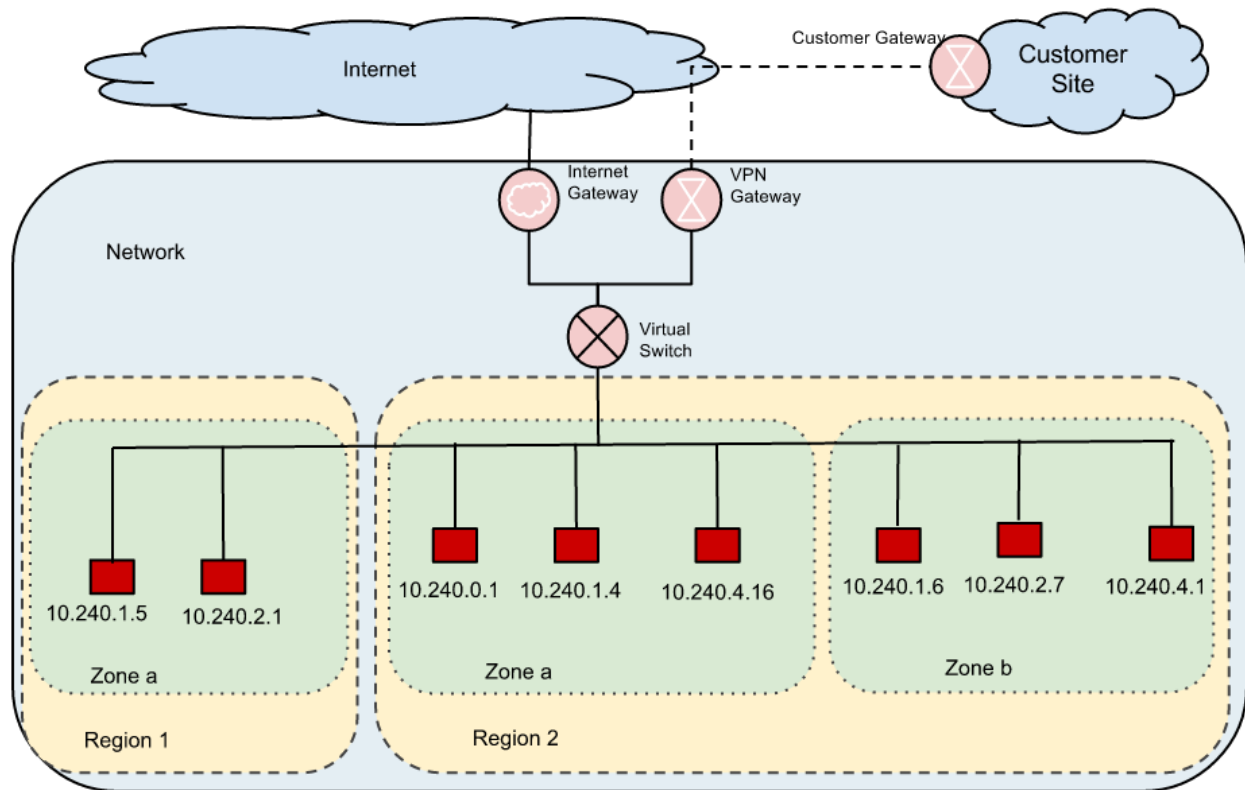 Customer Gateway
Internet
Customer
Site
Internet
Gateway
VPN
Gateway
Network
Virtual
Switch
10.240.1.5
10.240.2.1
10.240.0.1
10.240.1.4
10.240.4.16
10.240.1.6
10.240.2.7
10.240.4.1
Zone a
Zone a
Zone b
Region 1
Region 2